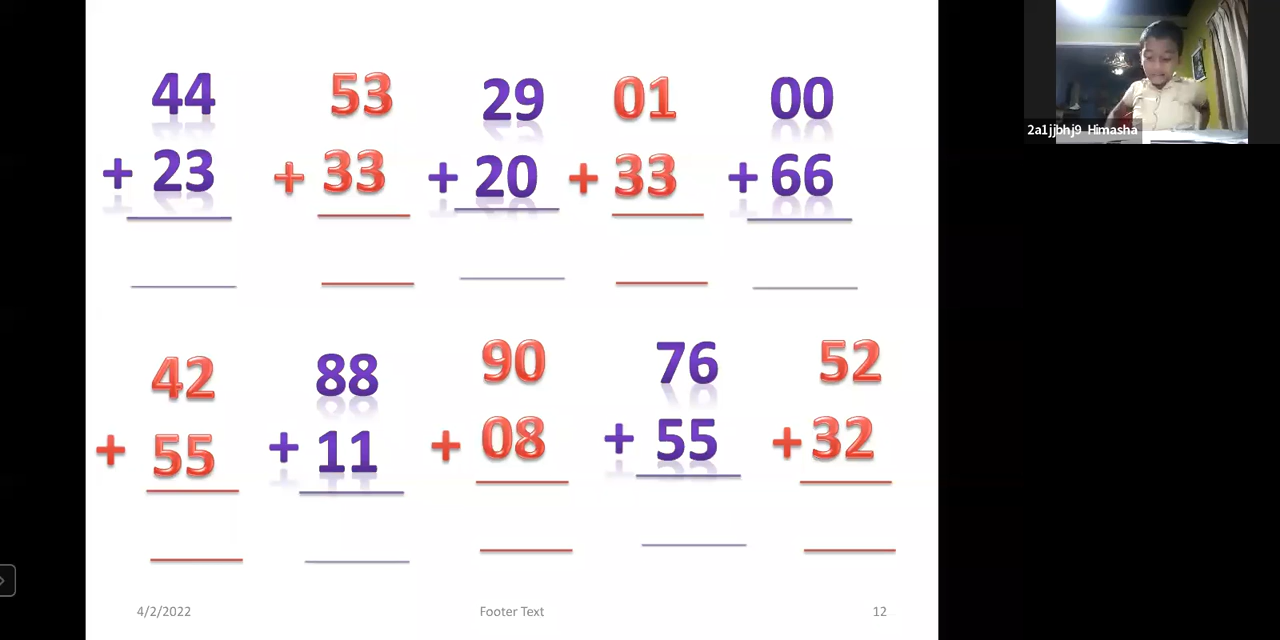 44 53 29 01 00
+ 23 + 33 + 20 + 33 + 66
42 88 90 76 52
+ 55 + 11 + 08 + 55 + 32
4/2/2022 Footer Text 12
2a1jjbhj9 Himasha